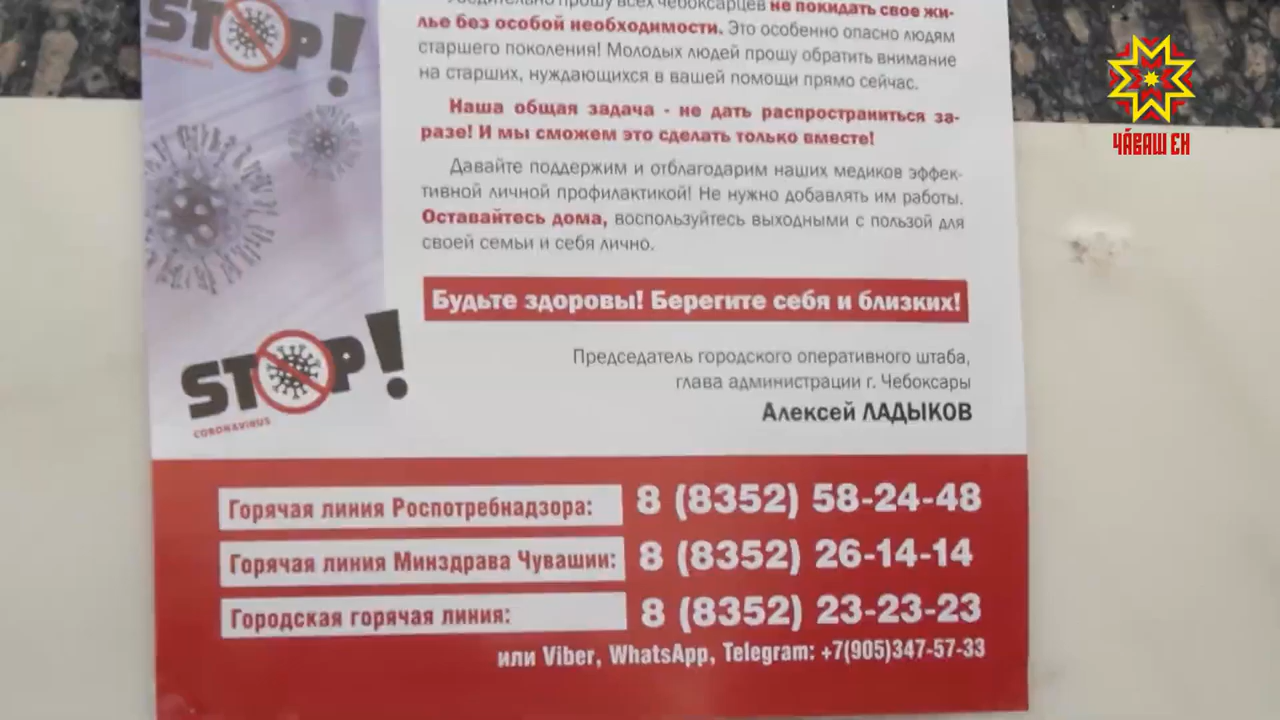 STOP!
CORONAVIRUS
прошу всех чебоксарцев не покидать свое жи-
лье без особой необходимости. Это особенно опасно людям
старшего поколения! Молодых людей прошу обратить внимание
на старших, нуждающихся в вашей помощи прямо сейчас.
Наша общая задача - не дать распространиться за-
разе! И мы сможем это сделать только вместе!
Давайте поддержим и отблагодарим наших медиков эффек-
тивной личной профилактикой! Не нужно добавлять им работы.
Оставайтесь дома, воспользуйтесь выходными с пользой для
своей семьи и себя лично.
Будьте здоровы! Берегите себя и близких!
STOP!
CORONAVIRUS
Председатель городского оперативного штаба,
глава администрации г. Чебоксары
Алексей ЛАДЫКОВ
Горячая линия Роспотребнадзора: 8 (8352) 58-24-48
Горячая линия Минздрава Чувашии: 8 (8352) 26-14-14
Городская горячая линия: 8 (8352) 23-23-23
или Viber, WhatsApp, Telegram: +7(905)347-57-33
ЧӐВАШ ЕН